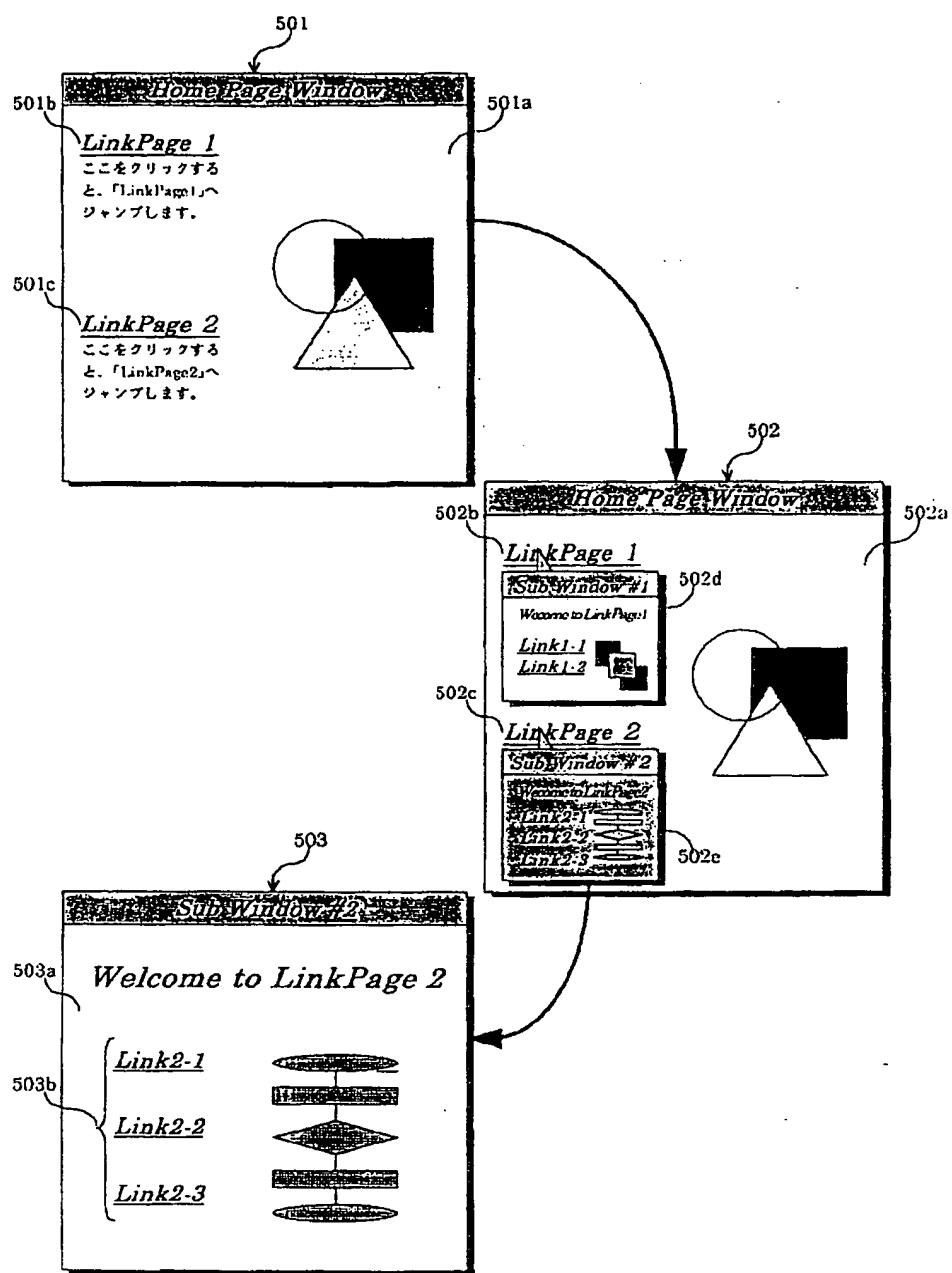 501
Home Page Window
501b
501a
LinkPage 1
ここをクリックする
と、「LinkPage1」へ
ジャンプします。
501c
LinkPage 2
ここをクリックする
と、「LinkPage2」へ
ジャンプします。
502
Home Page Window
502b
502a
LinkPage 1
Sub Window #1
502d
Welcome to LinkPage1
Link1-1
Link1-2
502c
LinkPage 2
Sub Window #2
Welcome to LinkPage2
Link2-1
Link2-2
Link2-3
502e
503
Sub Window #2
503a
Welcome to LinkPage 2
Link2-1
503b
Link2-2
Link2-3